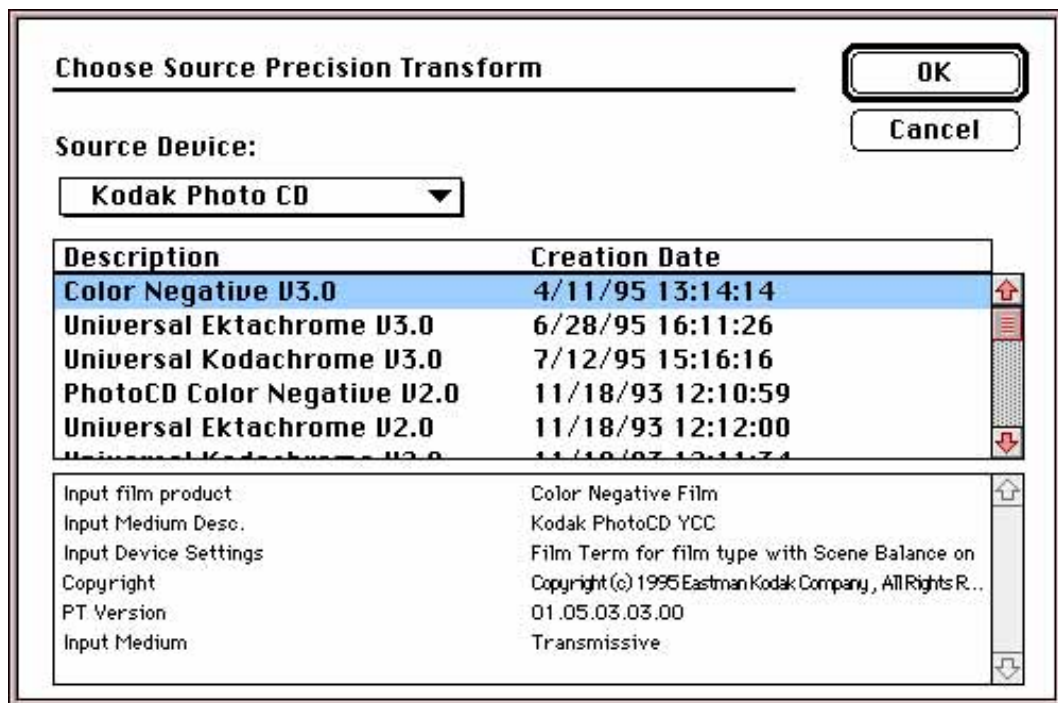 Choose Source Precision Transform
OK
Cancel
Source Device:
Kodak Photo CD
Description Creation Date
Color Negative V3.0 4/11/95 13:14:14
Universal Ektachrome V3.0 6/28/95 16:11:26
Universal Kodachrome V3.0 7/12/95 15:16:16
PhotoCD Color Negative V2.0 11/18/93 12:10:59
Universal Ektachrome V2.0 11/18/93 12:12:00
Input film product Color Negative Film
Input Medium Desc. Kodak PhotoCD YCC
Input Device Settings Film Term for film type with Scene Balance on
Copyright Copyright (c) 1995 Eastman Kodak Company, All Rights R...
PT Version 01.05.03.03.00
Input Medium Transmissive